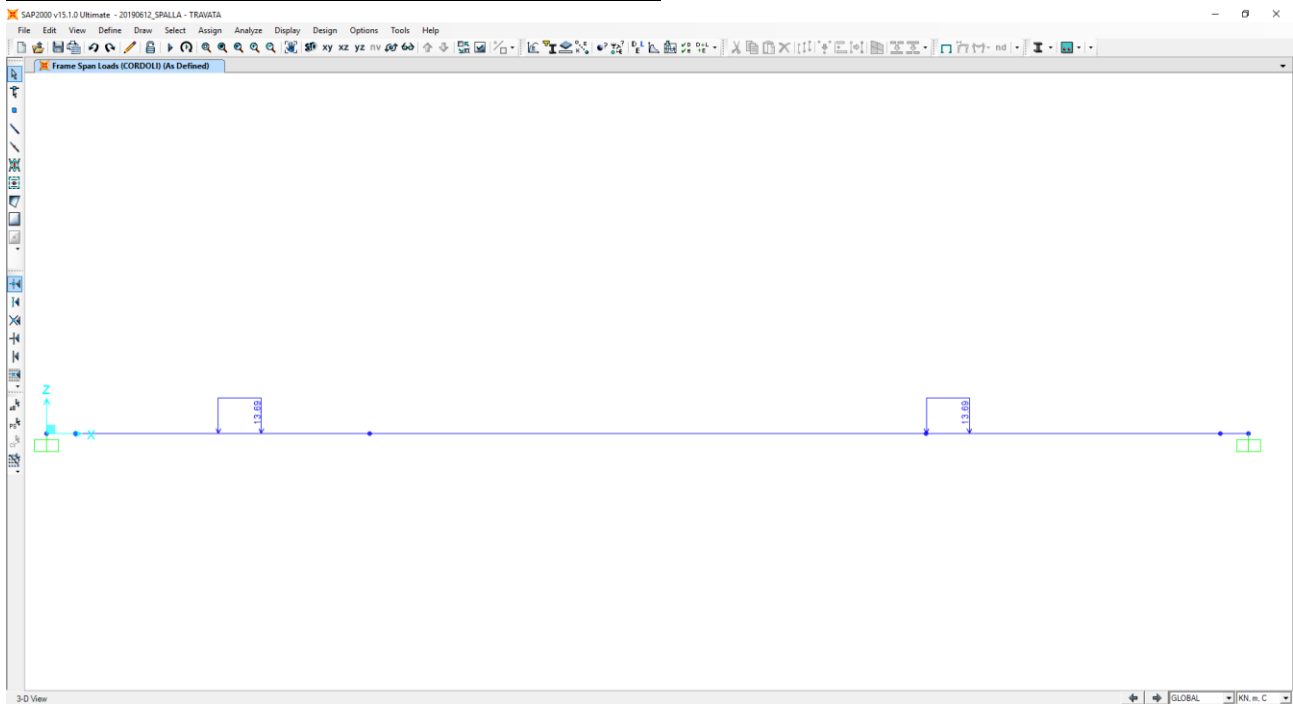 SAP2000 v15.1.0 Ultimate - 20190612_SPALLA - TRAVATA
File Edit View Define Draw Select Assign Analyze Display Design Options Tools Help
xy xz yz nv nd
Frame Span Loads (CORDOLI) (As Defined)
Z
X
13.69
13.69
3-D View
GLOBAL
KN, m, C